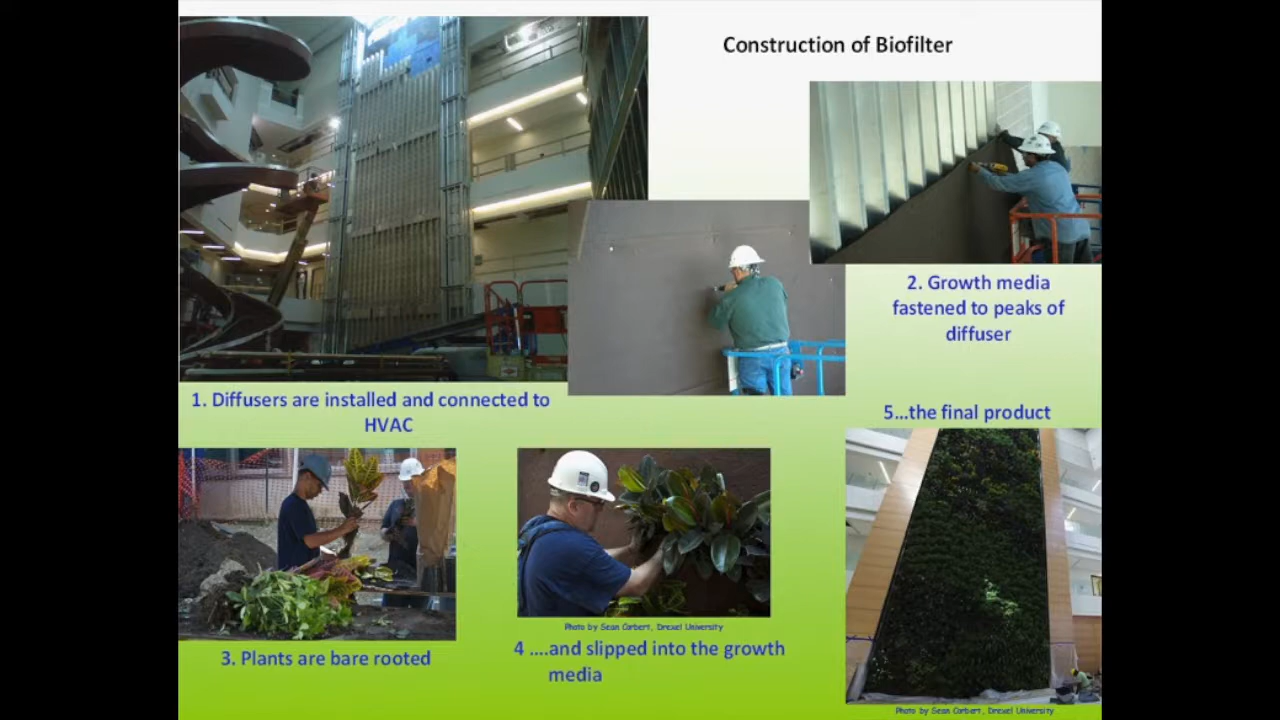 Construction of Biofilter
1. Diffusers are installed and connected to
HVAC
2. Growth media
fastened to peaks of
diffuser
3. Plants are bare rooted
Photo by Sean Corbert, Drexel University
4 ....and slipped into the growth
media
5...the final product
Photo by Sean Corbert, Drexel University